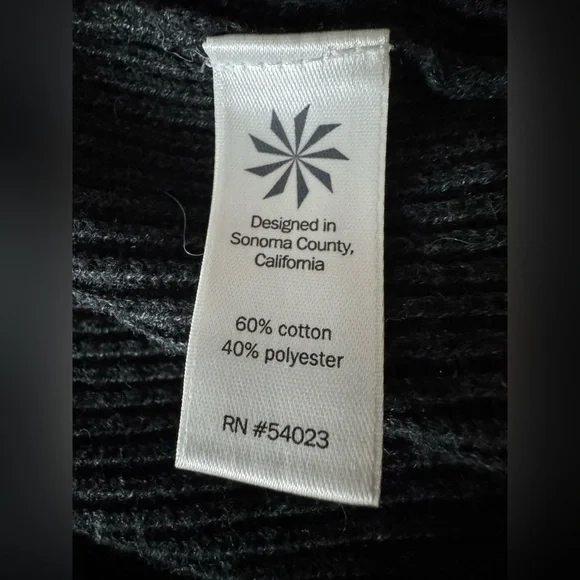 Designed in
Sonoma County,
California
60% cotton
40% polyester
RN #54023